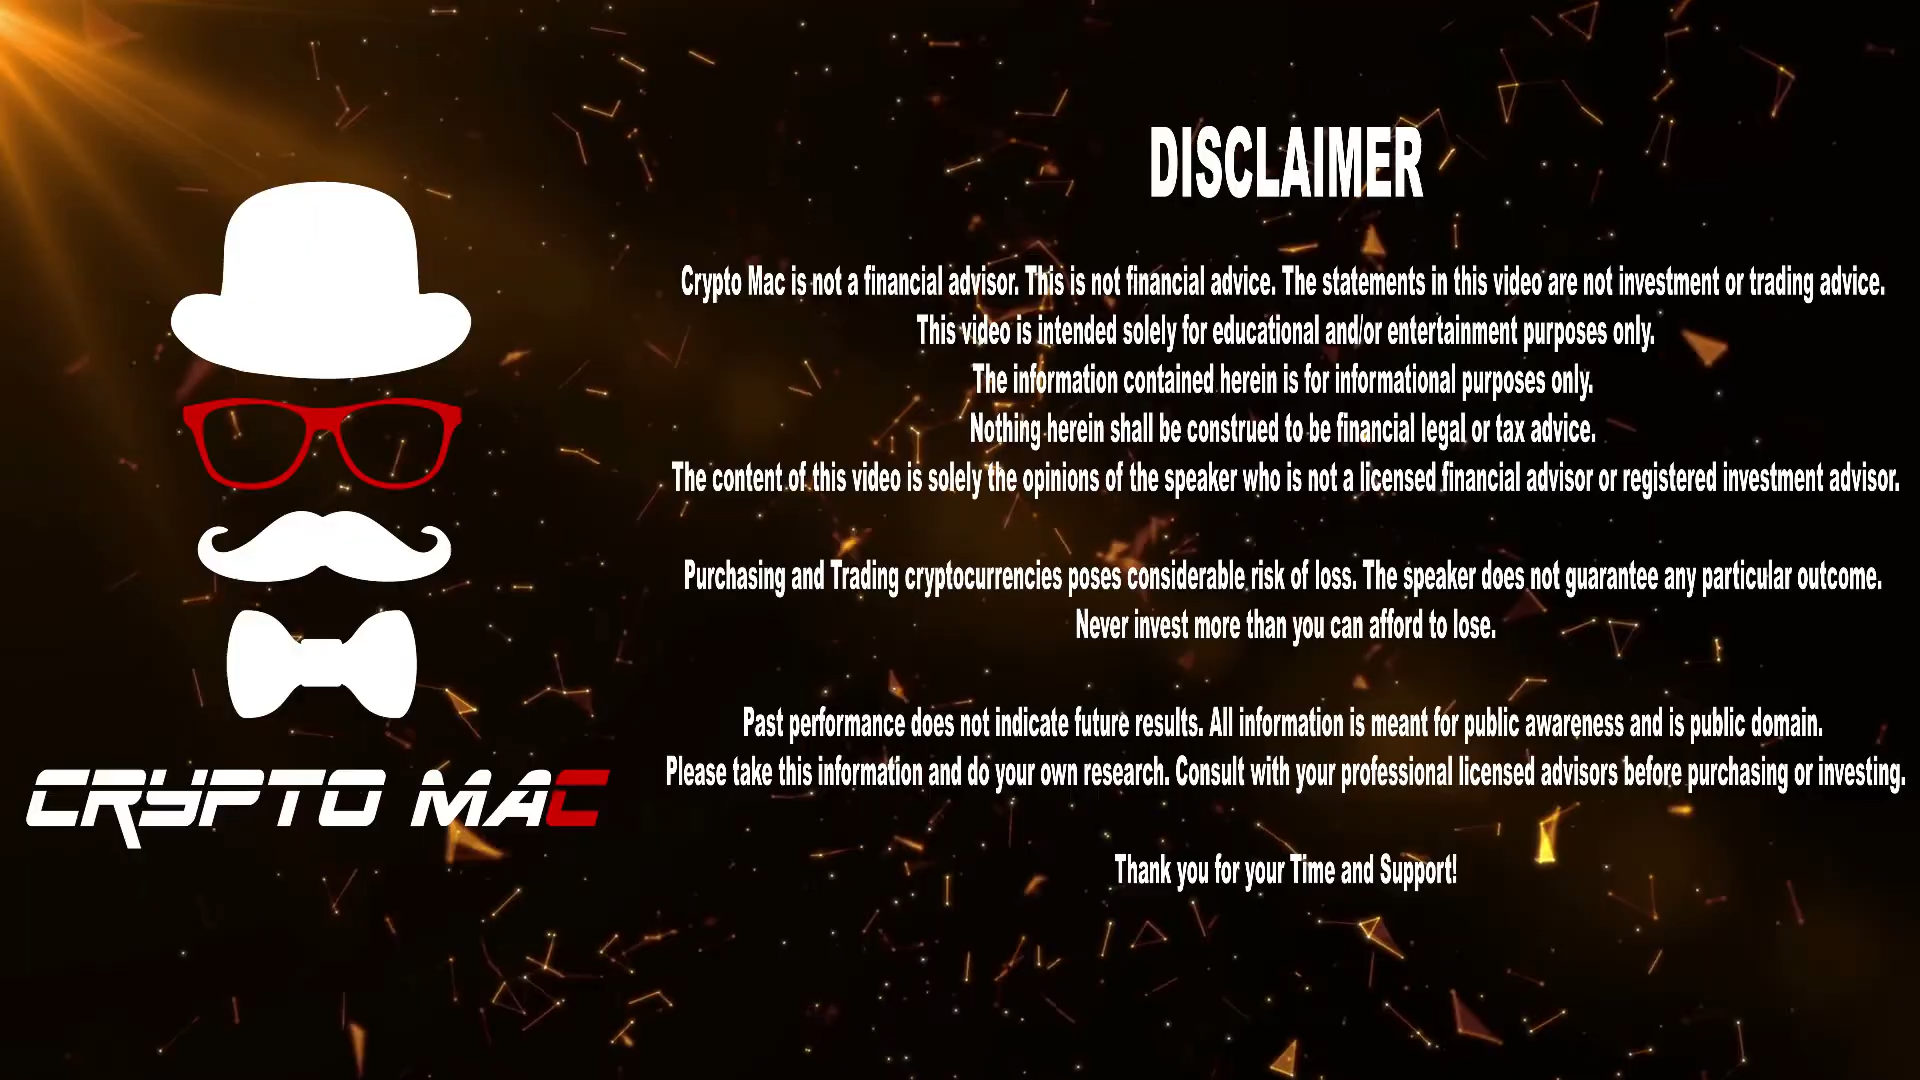 DISCLAIMER
Crypto Mac is not a financial advisor. This is not financial advice. The statements in this video are not investment or trading advice.
This video is intended solely for educational and/or entertainment purposes only.
The information contained herein is for informational purposes only.
Nothing herein shall be construed to be financial legal or tax advice.
The content of this video is solely the opinions of the speaker who is not a licensed financial advisor or registered investment advisor.
Purchasing and Trading cryptocurrencies poses considerable risk of loss. The speaker does not guarantee any particular outcome.
Never invest more than you can afford to lose.
Past performance does not indicate future results. All information is meant for public awareness and is public domain.
Please take this information and do your own research. Consult with your professional licensed advisors before purchasing or investing.
Thank you for your Time and Support!
CRYPTO MAC